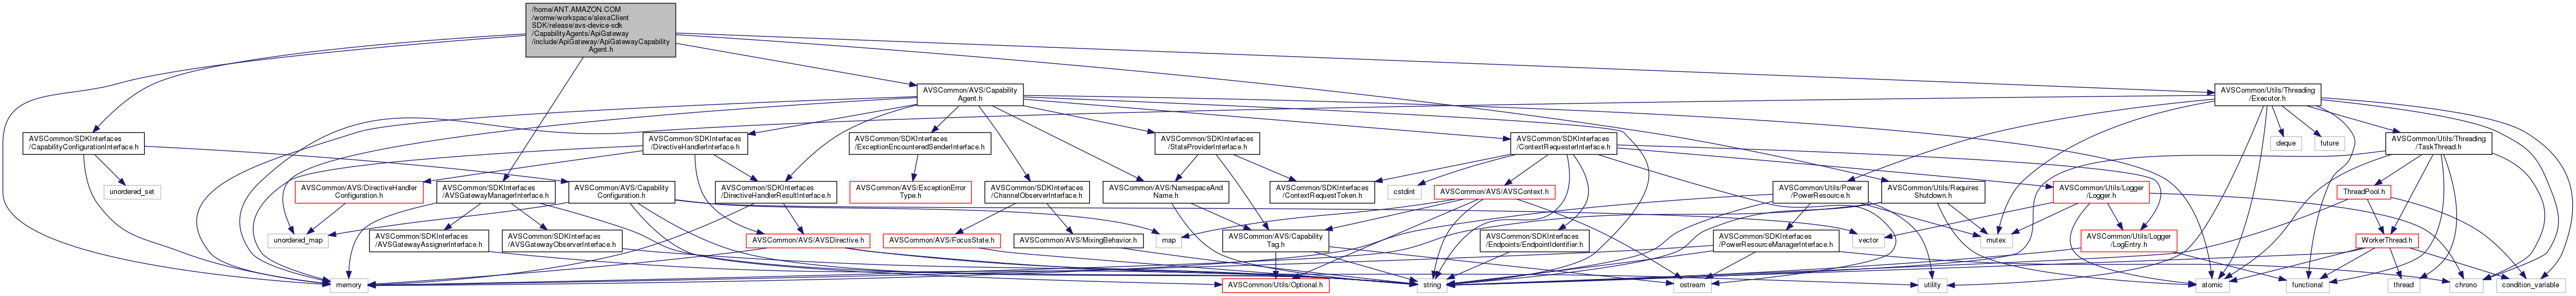 /home/ANT.AMAZON.COM
/womw/workspace/alexaClient
SDK/release/avs-device-sdk
/CapabilityAgents/ApiGateway
/include/ApiGateway/ApiGatewayCapability
Agent.h
AVSCommon/AVS/Capability
Agent.h
AVSCommon/Utils/Threading
/Executor.h
AVSCommon/SDKInterfaces
/CapabilityConfigurationInterface.h
AVSCommon/SDKInterfaces
/DirectiveHandlerInterface.h
AVSCommon/SDKInterfaces
/ExceptionEncounteredSenderInterface.h
AVSCommon/SDKInterfaces
/StateProviderInterface.h
AVSCommon/SDKInterfaces
/ContextRequesterInterface.h
deque
future
AVSCommon/Utils/Threading
/TaskThread.h
unordered_set
AVSCommon/AVS/DirectiveHandler
Configuration.h
AVSCommon/SDKInterfaces
/AVSGatewayManagerInterface.h
AVSCommon/AVS/Capability
Configuration.h
AVSCommon/SDKInterfaces
/DirectiveHandlerResultInterface.h
AVSCommon/AVS/ExceptionError
Type.h
AVSCommon/SDKInterfaces
/ChannelObserverInterface.h
AVSCommon/AVS/NamespaceAnd
Name.h
AVSCommon/SDKInterfaces
/ContextRequestToken.h
cstdint
AVSCommon/AVS/AVSContext.h
AVSCommon/Utils/Power
/PowerResource.h
AVSCommon/Utils/Requires
Shutdown.h
AVSCommon/Utils/Logger
/Logger.h
ThreadPool.h
unordered_map
AVSCommon/SDKInterfaces
/AVSGatewayAssignerInterface.h
AVSCommon/SDKInterfaces
/AVSGatewayObserverInterface.h
AVSCommon/AVS/AVSDirective.h
AVSCommon/AVS/FocusState.h
AVSCommon/AVS/MixingBehavior.h
map
AVSCommon/AVS/Capability
Tag.h
AVSCommon/SDKInterfaces
/Endpoints/EndpointIdentifier.h
vector
AVSCommon/SDKInterfaces
/PowerResourceManagerInterface.h
mutex
AVSCommon/Utils/Logger
/LogEntry.h
WorkerThread.h
memory
AVSCommon/Utils/Optional.h
string
ostream
utility
atomic
functional
thread
chrono
condition_variable